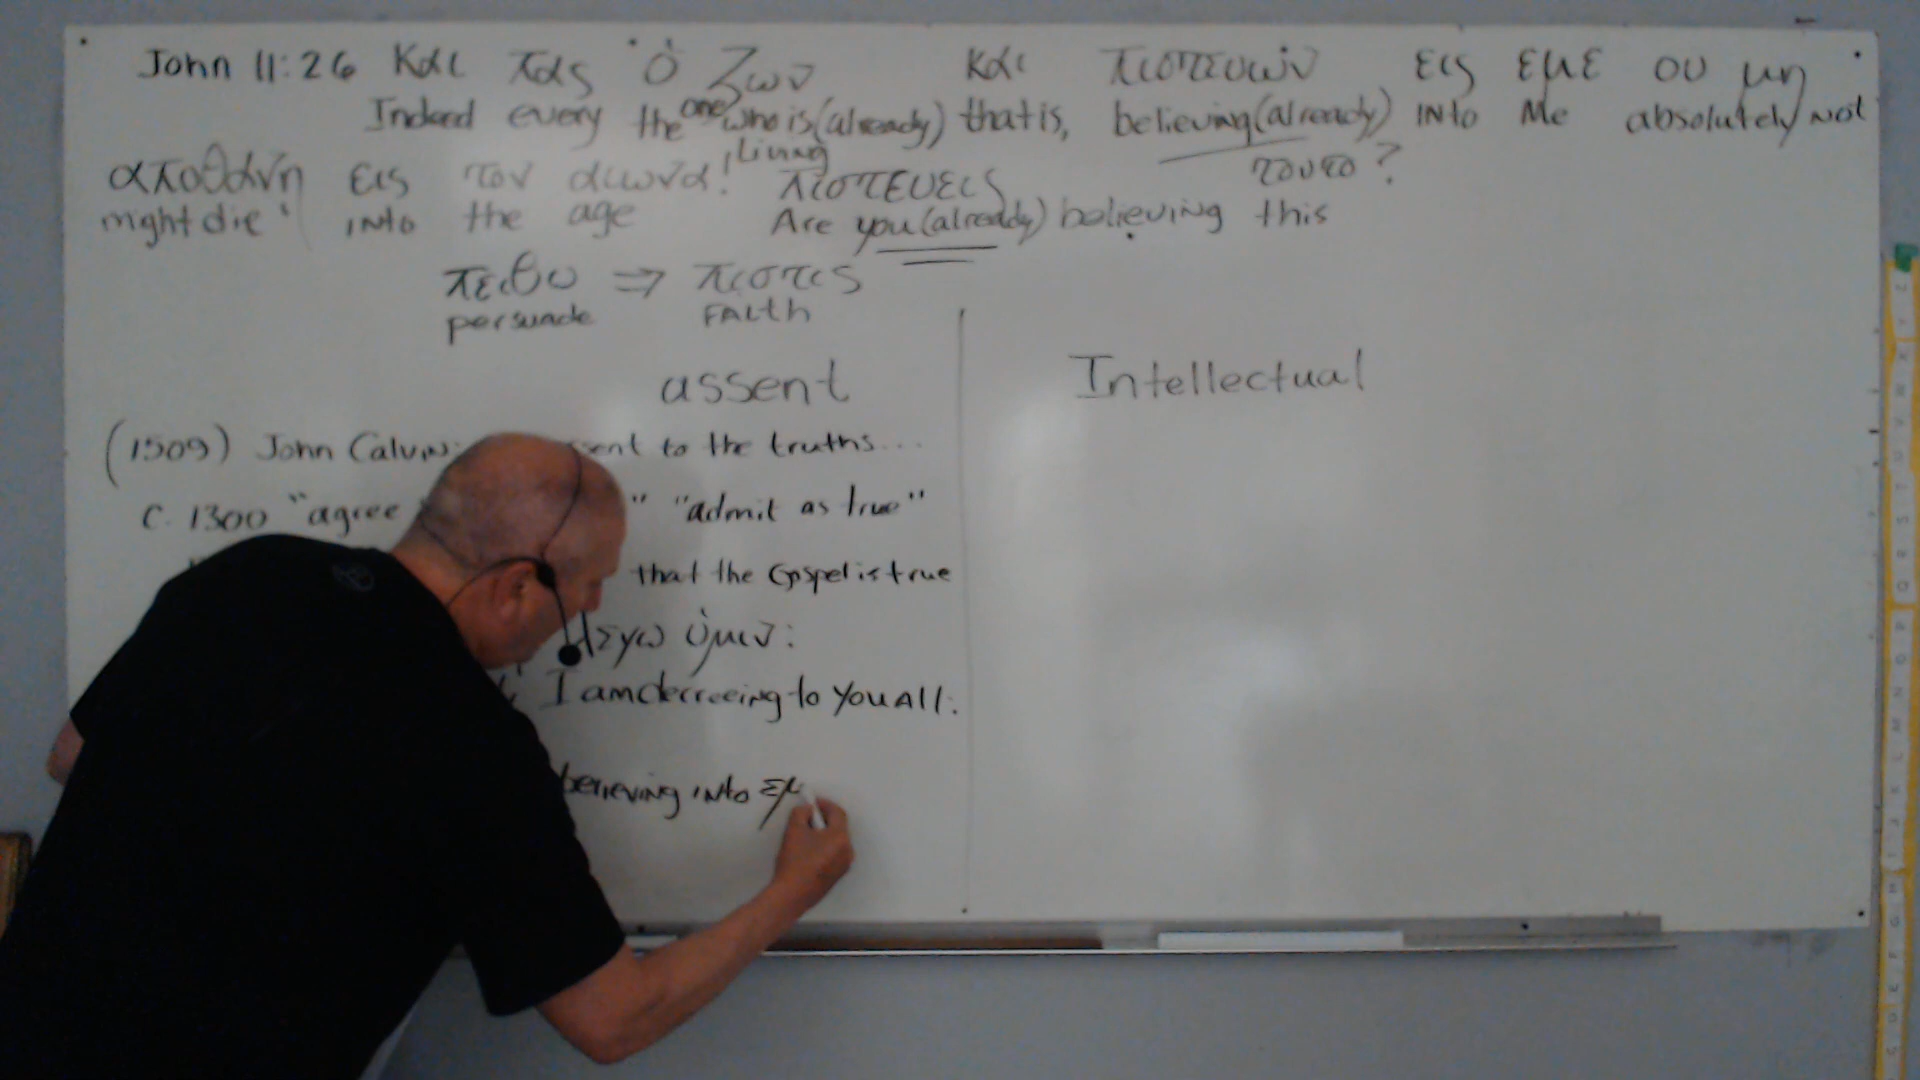 John 11:26 Και πας ὁ Ζων και πιστευων εις εμε ου μη
Indeed every the one who is (already) that is, believing (already) INto Me absolutely not
living
αποθανη εις τον αιωνα! πιστευεις τουτο?
might die INto the age Are you (already) believing this
πειθω ⇒ πιστις
persuade FAith
assent Intellectual
(1509) John Calvin: to the truths...
C. 1300 "agree " "admit as true"
that the Gospel is true
λεγω ὑμιν:
I am decreeing to You All:
believing INto εμ